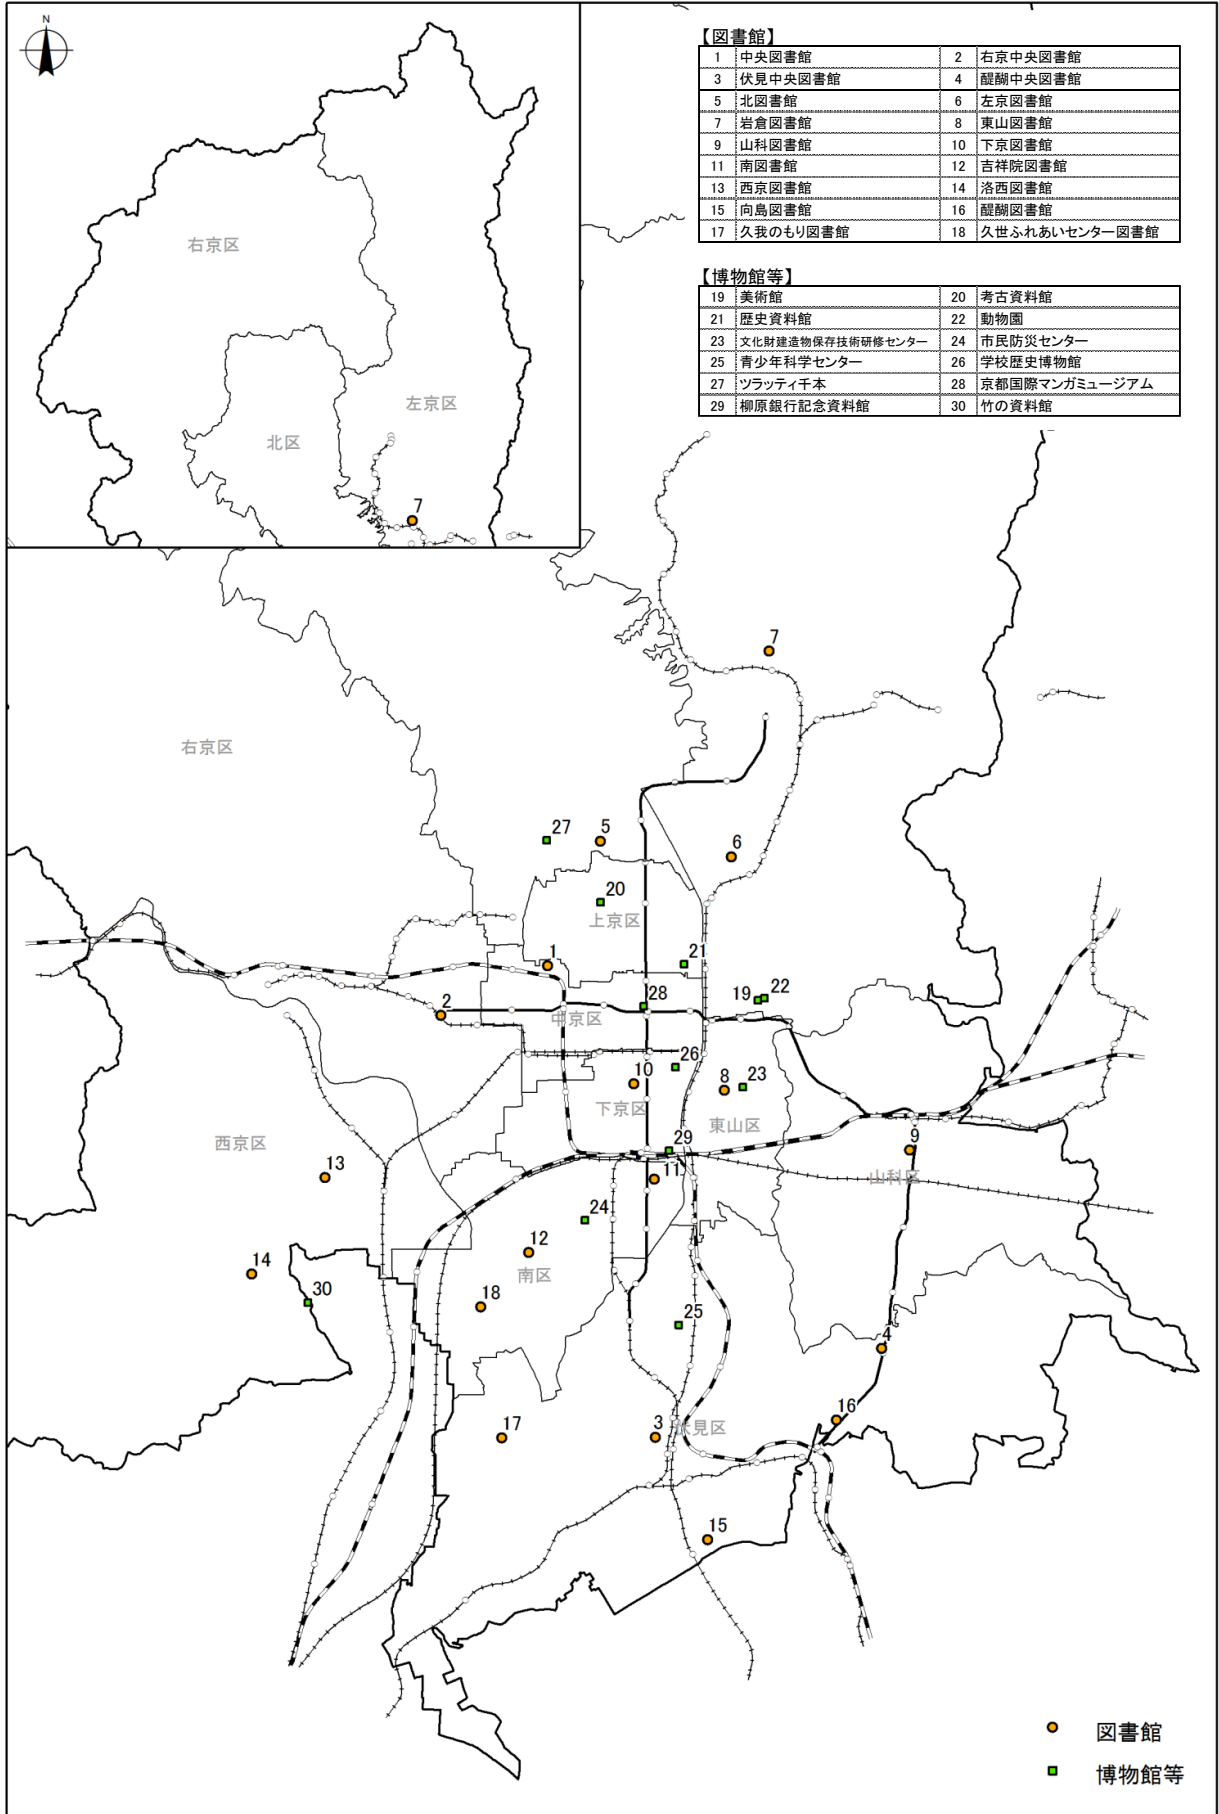 N
【図書館】
1 中央図書館 2 右京中央図書館
3 伏見中央図書館 4 醍醐中央図書館
5 北図書館 6 左京図書館
7 岩倉図書館 8 東山図書館
9 山科図書館 10 下京図書館
11 南図書館 12 吉祥院図書館
13 西京図書館 14 洛西図書館
15 向島図書館 16 醍醐図書館
17 久我のもり図書館 18 久世ふれあいセンター図書館
【博物館等】
19 美術館 20 考古資料館
21 歴史資料館 22 動物園
23 文化財建造物保存技術研修センター 24 市民防災センター
25 青少年科学センター 26 学校歴史博物館
27 ツラッティ千本 28 京都国際マンガミュージアム
29 柳原銀行記念資料館 30 竹の資料館
右京区
左京区
北区
7
7
右京区
27
5
6
20
上京区
1
21
19
22
2
28
中京区
26
10
8
23
下京区
東山区
西京区
29
9
13
11
山科区
24
12
14
南区
30
18
25
4
16
17
3
伏見区
15
図書館
博物館等